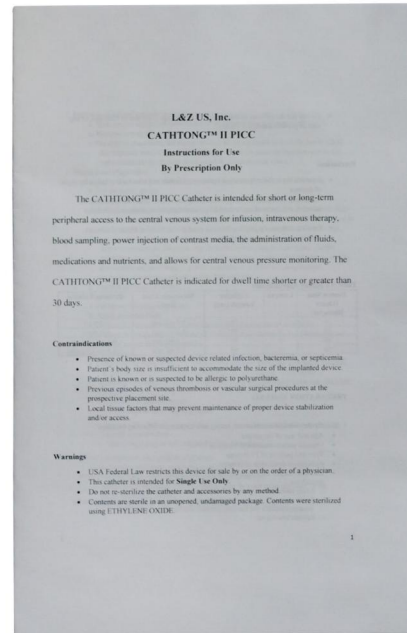 L&Z US, Inc.
CATHTONG™ II PICC
Instructions for Use
By Prescription Only
The CATHTONG™ II PICC Catheter is intended for short or long-term
peripheral access to the central venous system for infusion, intravenous therapy,
blood sampling, power injection of contrast media, the administration of fluids,
medications and nutrients, and allows for central venous pressure monitoring. The
CATHTONG™ II PICC Catheter is indicated for dwell time shorter or greater than
30 days.
Contraindications
• Presence of known or suspected device related infection, bacteremia, or septicemia.
• Patient's body size is insufficient to accommodate the size of the implanted device.
• Patient is known or is suspected to be allergic to polyurethane.
• Previous episodes of venous thrombosis or vascular surgical procedures at the
prospective placement site.
• Local tissue factors that may prevent maintenance of proper device stabilization
and/or access.
Warnings
• USA Federal Law restricts this device for sale by or on the order of a physician.
• This catheter is intended for Single Use Only
• Do not re-sterilize the catheter and accessories by any method.
• Contents are sterile in an unopened, undamaged package. Contents were sterilized
using ETHYLENE OXIDE.
1